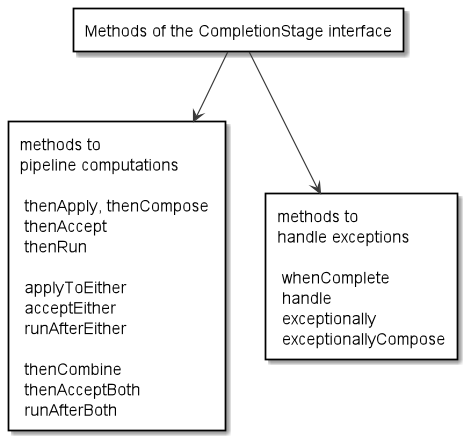 Methods of the CompletionStage interface
methods to
pipeline computations
thenApply, thenCompose
thenAccept
thenRun
applyToEither
acceptEither
runAfterEither
thenCombine
thenAcceptBoth
runAfterBoth
methods to
handle exceptions
whenComplete
handle
exceptionally
exceptionallyCompose